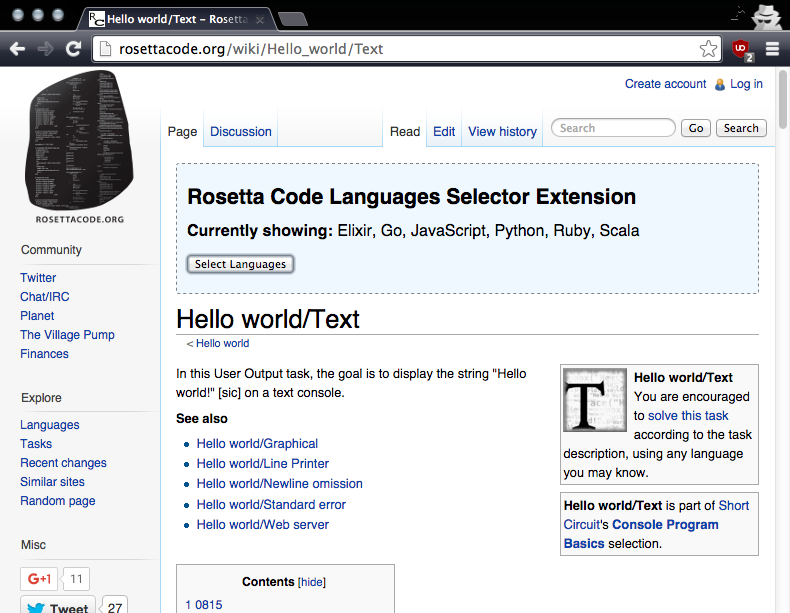 Hello world/Text – Rosetta
rosettacode.org/wiki/Hello_world/Text
2
Create account Log in
Page Discussion Read Edit View history Search Go Search
ROSETTACODE.ORG
Community
Twitter
Chat/IRC
Planet
The Village Pump
Finances
Explore
Languages
Tasks
Recent changes
Similar sites
Random page
Misc
G+1 11
Tweet 27
Rosetta Code Languages Selector Extension
Currently showing: Elixir, Go, JavaScript, Python, Ruby, Scala
Select Languages
Hello world/Text
< Hello world
In this User Output task, the goal is to display the string "Hello
world!" [sic] on a text console.
See also
Hello world/Graphical
Hello world/Line Printer
Hello world/Newline omission
Hello world/Standard error
Hello world/Web server
T
Hello world/Text
You are encouraged
to solve this task
according to the task
description, using any language
you may know.
Hello world/Text is part of Short
Circuit's Console Program
Basics selection.
Contents [hide]
1 0815